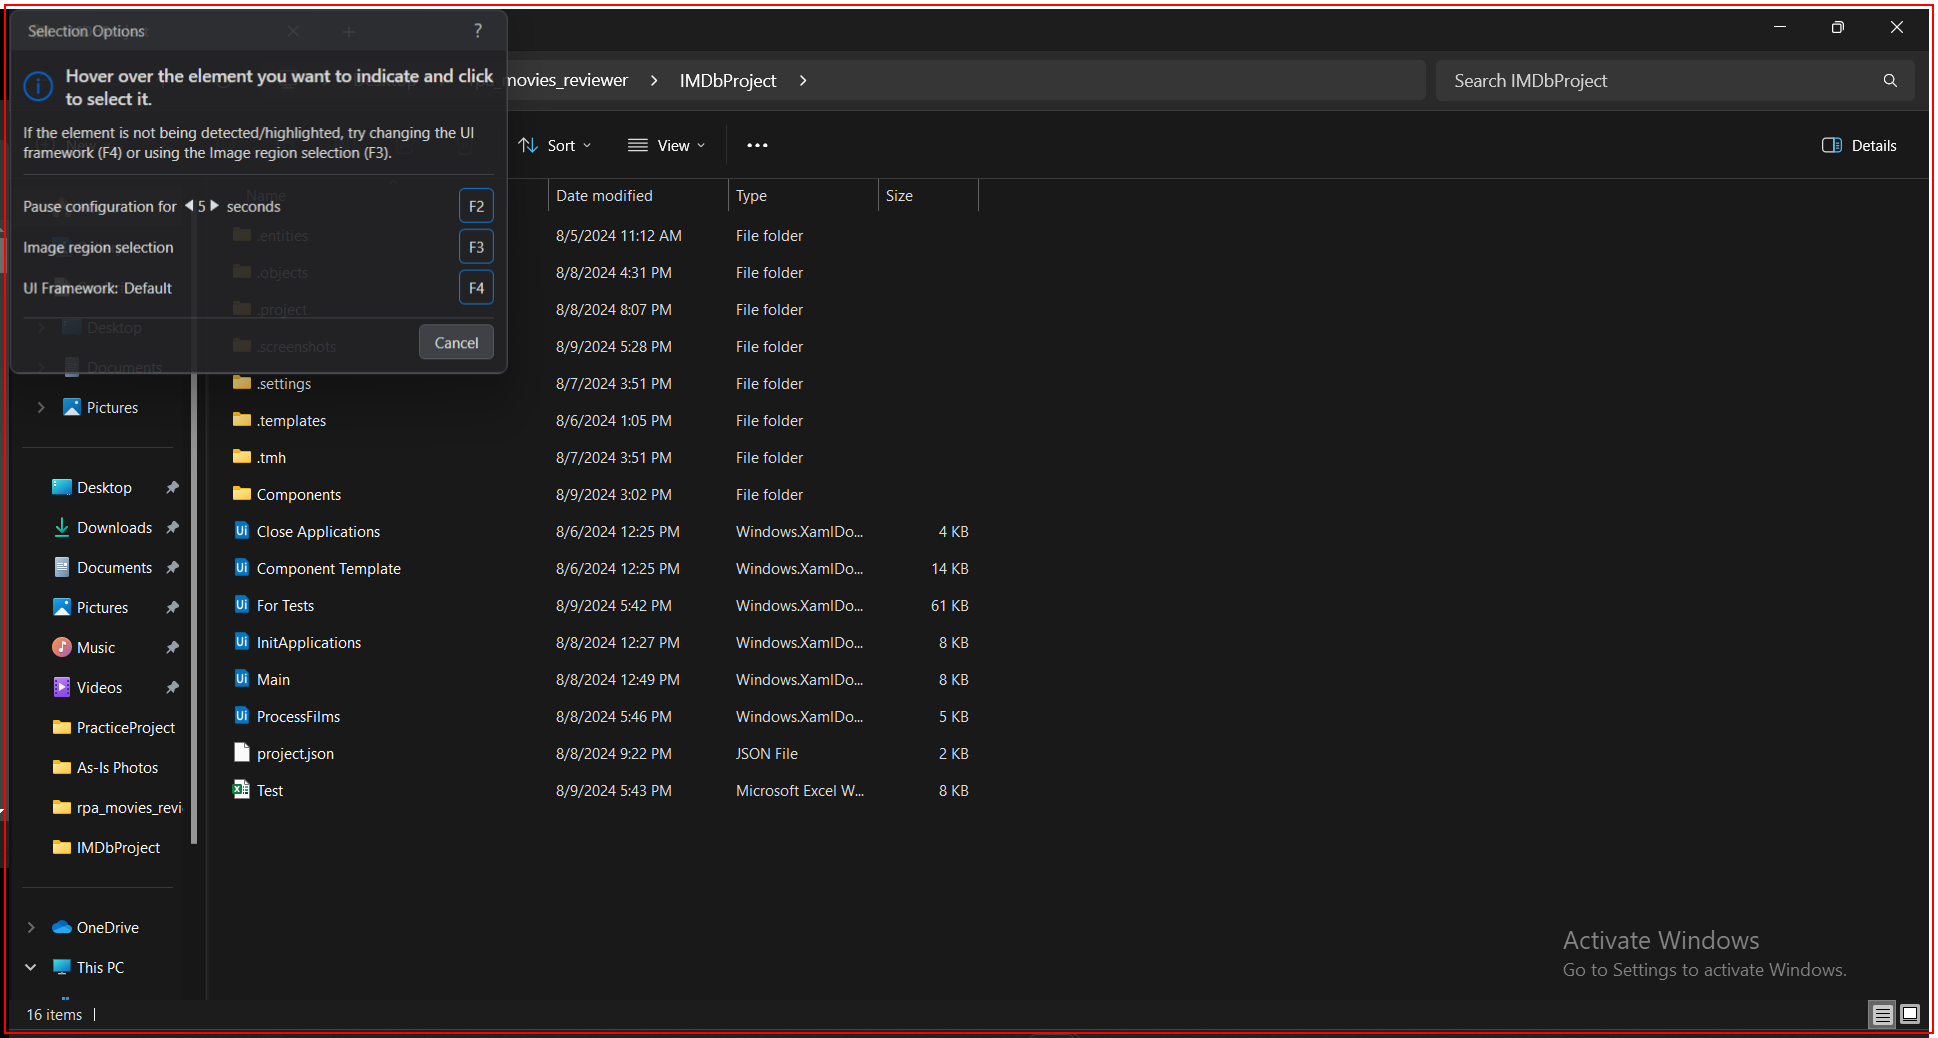 Selection Options
?
Hover over the element you want to indicate and click
to select it.
If the element is not being detected/highlighted, try changing the UI
framework (F4) or using the Image region selection (F3).
Pause configuration for 5 seconds
F2
Image region selection
F3
UI Framework: Default
F4
Cancel
movies_reviewer
IMDbProject
Search IMDbProject
Sort
View
Details
Name
Date modified
Type
Size
.entities
8/5/2024 11:12 AM
File folder
.objects
8/8/2024 4:31 PM
File folder
.project
8/8/2024 8:07 PM
File folder
.screenshots
8/9/2024 5:28 PM
File folder
.settings
8/7/2024 3:51 PM
File folder
.templates
8/6/2024 1:05 PM
File folder
.tmh
8/7/2024 3:51 PM
File folder
Components
8/9/2024 3:02 PM
File folder
Close Applications
8/6/2024 12:25 PM
Windows.XamlDo...
4 KB
Component Template
8/6/2024 12:25 PM
Windows.XamlDo...
14 KB
For Tests
8/9/2024 5:42 PM
Windows.XamlDo...
61 KB
InitApplications
8/8/2024 12:27 PM
Windows.XamlDo...
8 KB
Main
8/8/2024 12:49 PM
Windows.XamlDo...
8 KB
ProcessFilms
8/8/2024 5:46 PM
Windows.XamlDo...
5 KB
project.json
8/8/2024 9:22 PM
JSON File
2 KB
Test
8/9/2024 5:43 PM
Microsoft Excel W...
8 KB
Desktop
Documents
Pictures
Desktop
Downloads
Documents
Pictures
Music
Videos
PracticeProject
As-Is Photos
rpa_movies_revi
IMDbProject
OneDrive
This PC
16 items
Activate Windows
Go to Settings to activate Windows.